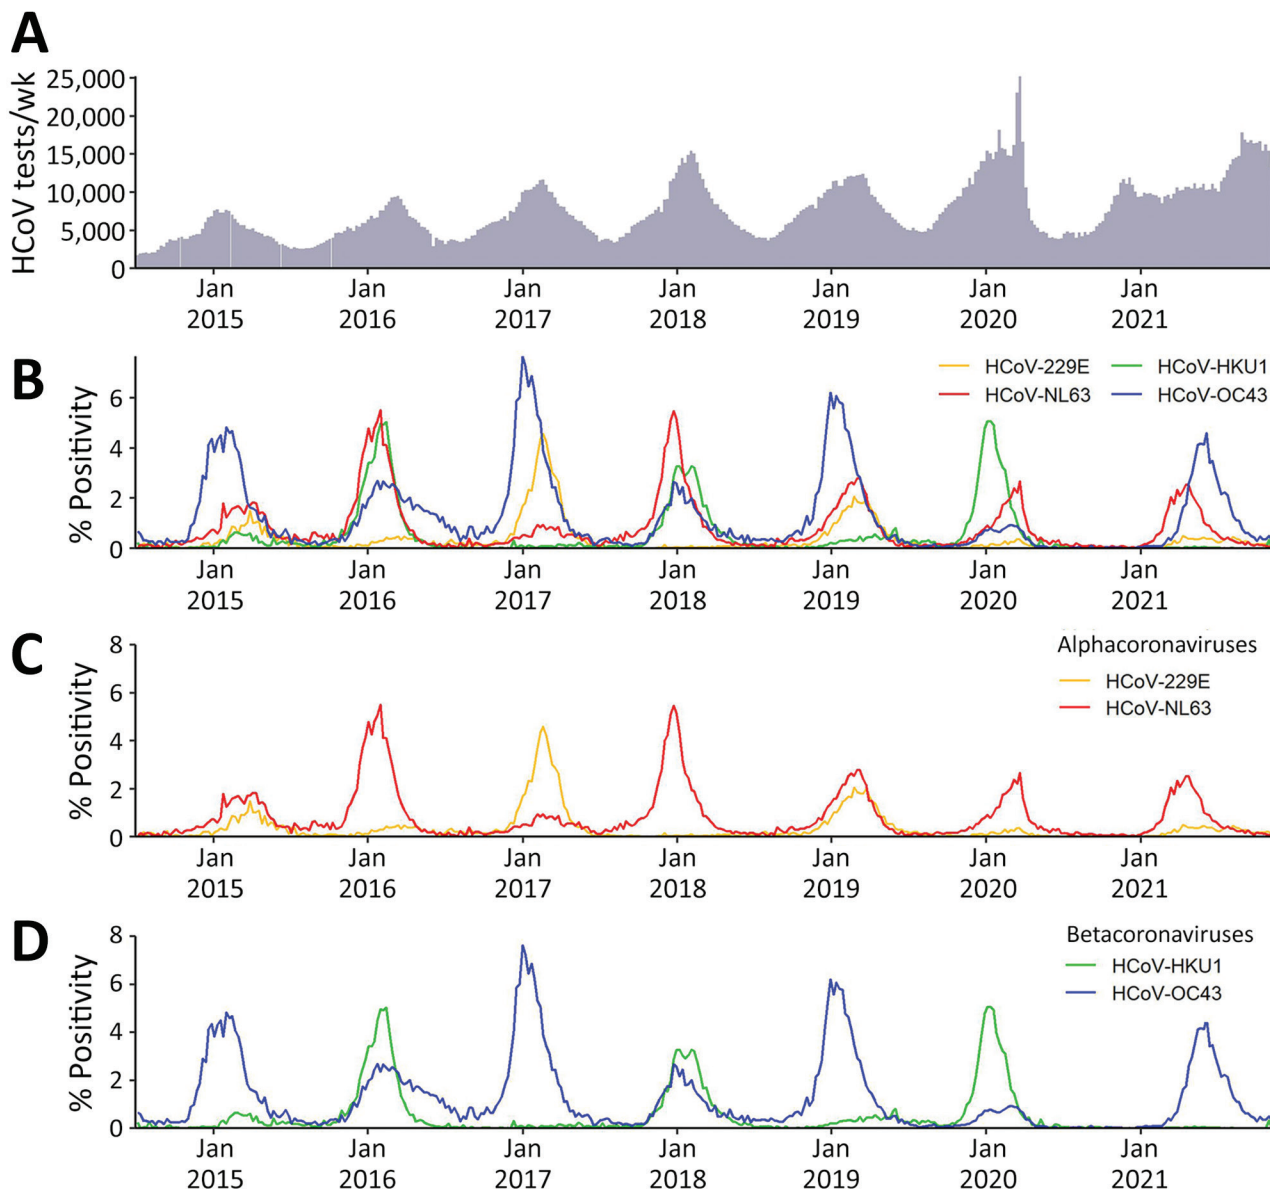 A
HCoV tests/wk
25,000
20,000
15,000
10,000
5,000
0
Jan Jan Jan Jan Jan Jan Jan
2015 2016 2017 2018 2019 2020 2021
B
% Positivity
6
4
2
0
HCoV-229E HCoV-HKU1
HCoV-NL63 HCoV-OC43
Jan Jan Jan Jan Jan Jan Jan
2015 2016 2017 2018 2019 2020 2021
C
% Positivity
8
6
4
2
0
Alphacoronaviruses
HCoV-229E
HCoV-NL63
Jan Jan Jan Jan Jan Jan Jan
2015 2016 2017 2018 2019 2020 2021
D
% Positivity
8
6
4
2
0
Betacoronaviruses
HCoV-HKU1
HCoV-OC43
Jan Jan Jan Jan Jan Jan Jan
2015 2016 2017 2018 2019 2020 2021